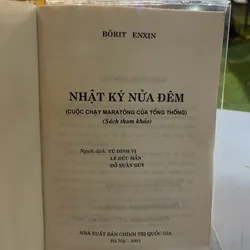 BÔRIT ENXIN
NHẬT KÝ NỬA ĐÊM
(CUỘC CHẠY MARATÔNG CỦA TỔNG THỐNG)
(Sách tham khảo)
Người dịch: VŨ ĐÌNH VỊ
LÊ ĐỨC MẪN
ĐỖ XUÂN DUY
NHÀ XUẤT BẢN CHÍNH TRỊ QUỐC GIA
Hà Nội - 2001